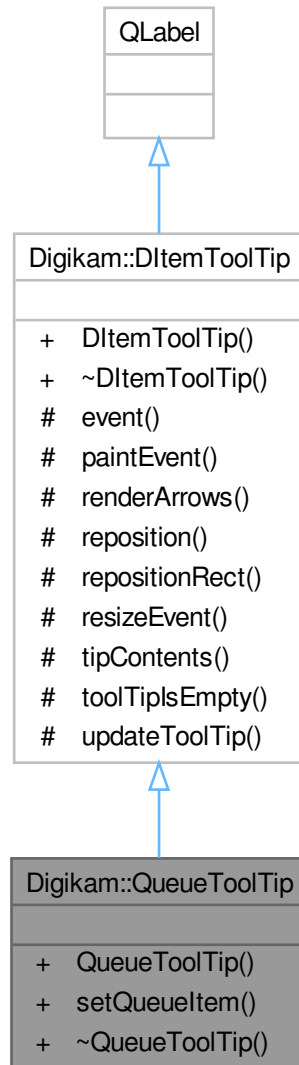 QLabel
Digikam::DItemToolTip
+ DItemToolTip()
+ ~DItemToolTip()
# event()
# paintEvent()
# renderArrows()
# reposition()
# repositionRect()
# resizeEvent()
# tipContents()
# toolTipIsEmpty()
# updateToolTip()
Digikam::QueueToolTip
+ QueueToolTip()
+ setQueueItem()
+ ~QueueToolTip()